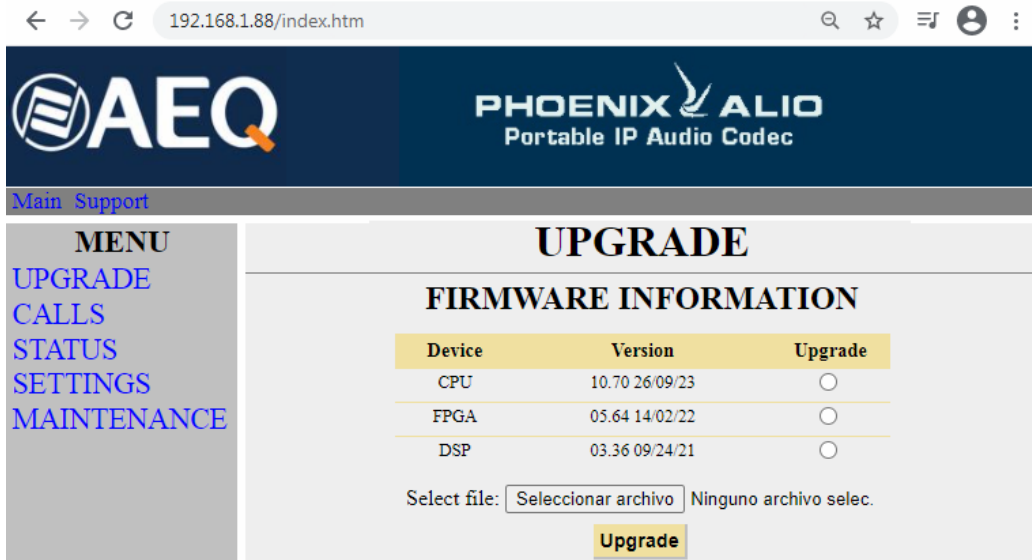 192.168.1.88/index.htm
AEQ
PHOENIX ALIO
Portable IP Audio Codec
Main Support
MENU
UPGRADE
CALLS
STATUS
SETTINGS
MAINTENANCE
UPGRADE
FIRMWARE INFORMATION
Device Version Upgrade
CPU 10.70 26/09/23
FPGA 05.64 14/02/22
DSP 03.36 09/24/21
Select file: Seleccionar archivo Ninguno archivo selec.
Upgrade